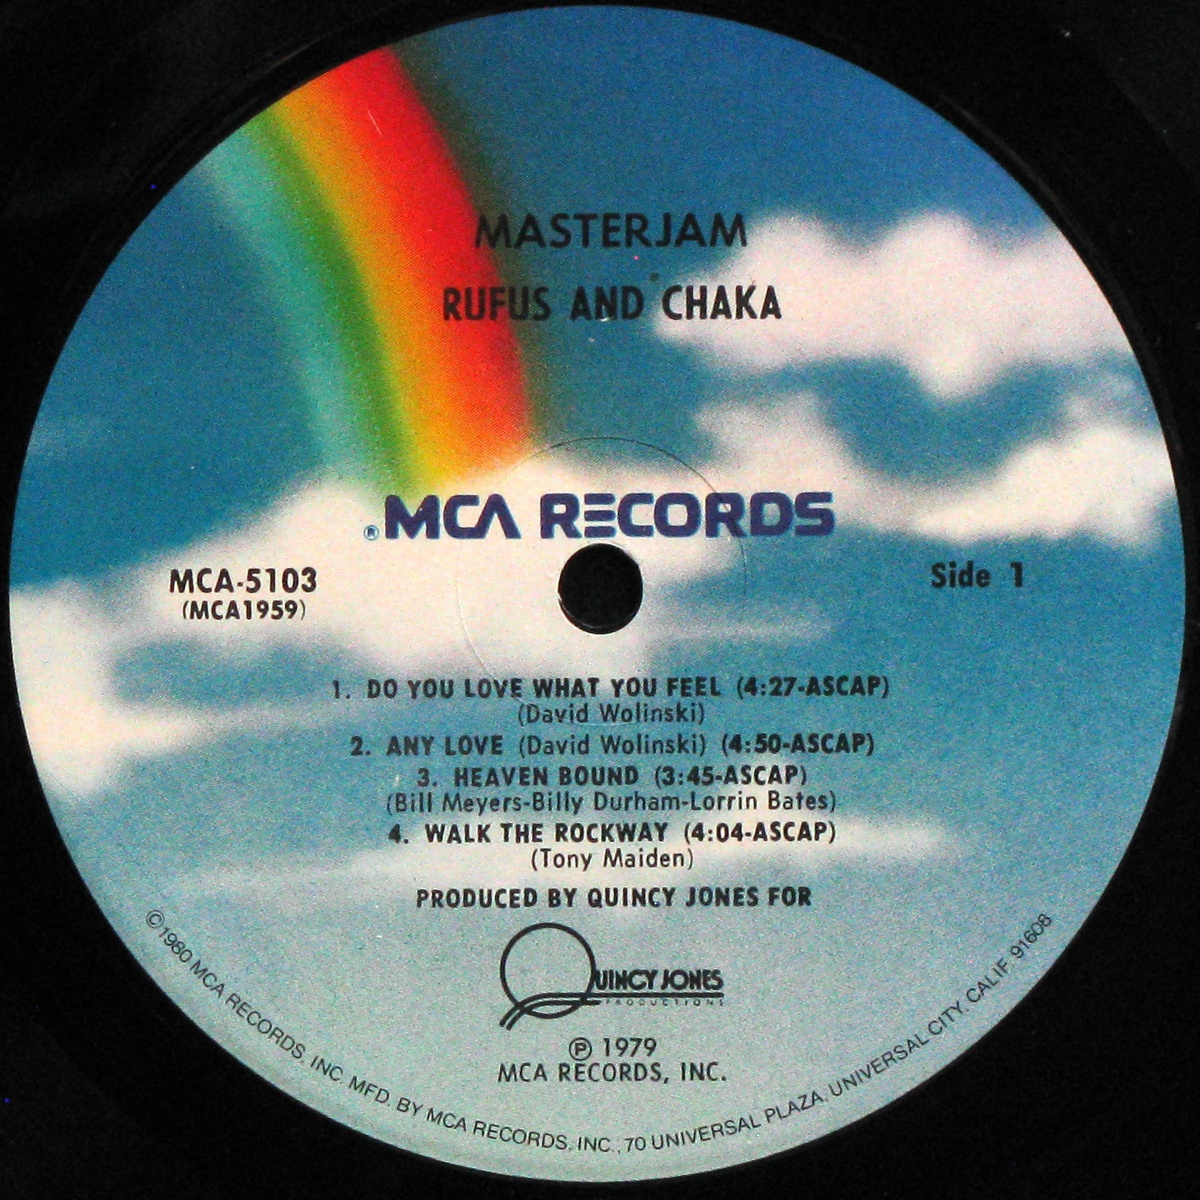 MASTERJAM
RUFUS AND CHAKA
®MCA RECORDS
MCA-5103
(MCA1959)
Side 1
1. DO YOU LOVE WHAT YOU FEEL (4:27-ASCAP)
(David Wolinski)
2. ANY LOVE (David Wolinski) (4:50-ASCAP)
3. HEAVEN BOUND (3:45-ASCAP)
(Bill Meyers-Billy Durham-Lorrin Bates)
4. WALK THE ROCKWAY (4:04-ASCAP)
(Tony Maiden)
PRODUCED BY QUINCY JONES FOR
QUINCY JONES
PRODUCTIONS
℗ 1979
MCA RECORDS, INC.
©1980 MCA RECORDS, INC. MFD. BY MCA RECORDS, INC., 70 UNIVERSAL PLAZA, UNIVERSAL CITY, CALIF. 91608